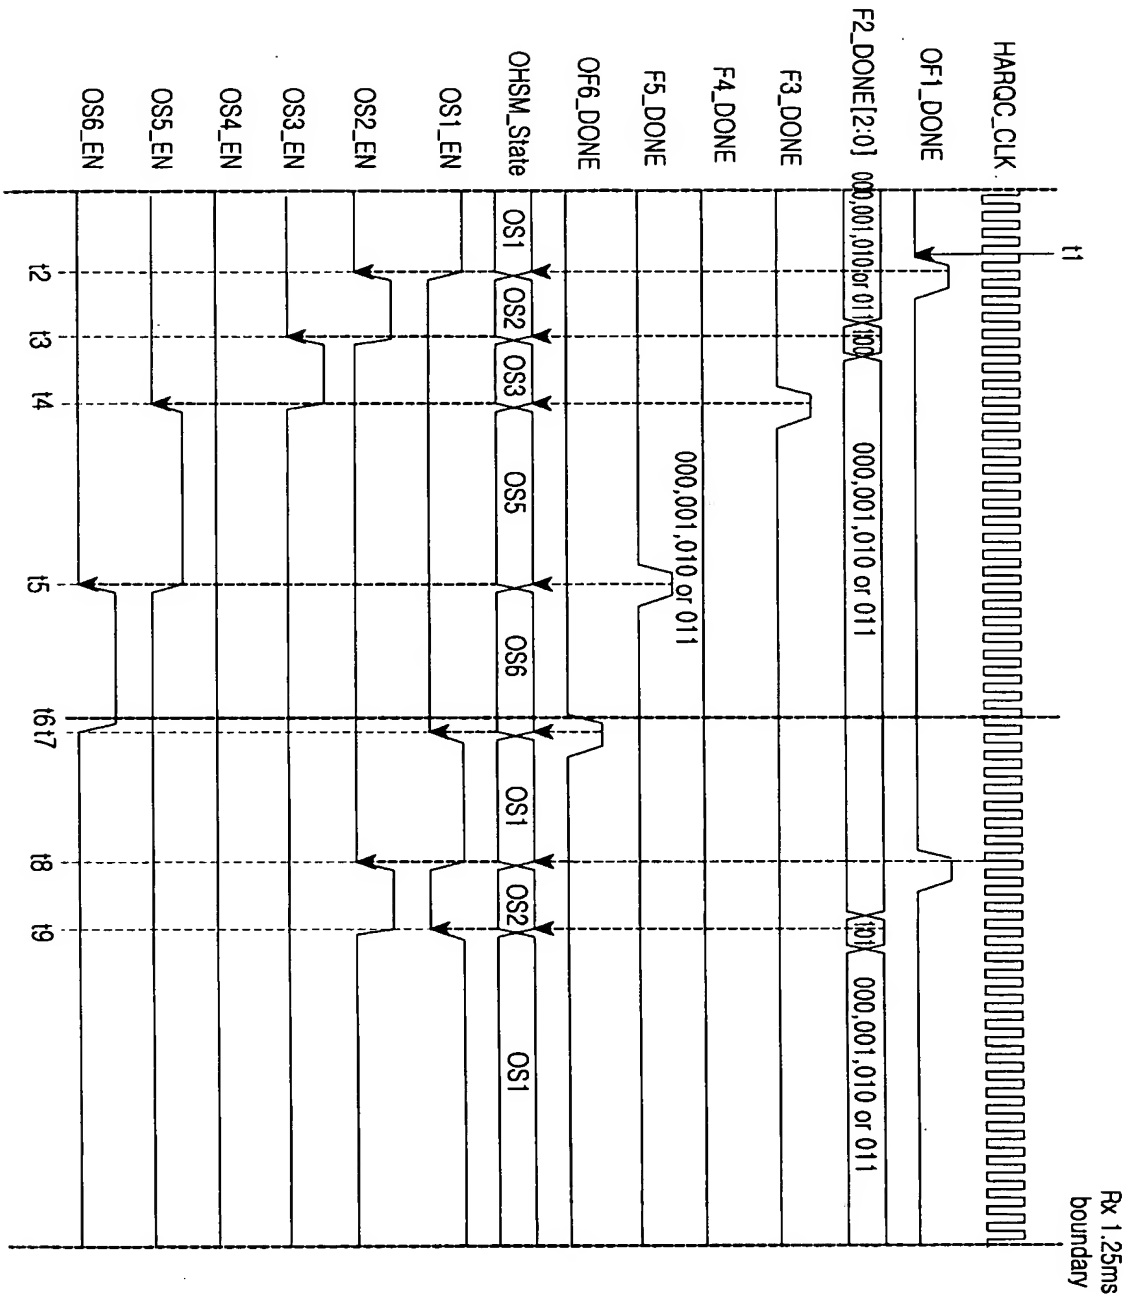 t1
Rx 1.25ms
boundary
HARQC_CLK
OF1_DONE
F2_DONE[2:0]
000,001,010 or 011
100
000,001,010 or 011
101
000,001,010 or 011
F3_DONE
F4_DONE
F5_DONE
000,001,010 or 011
OF6_DONE
OHSM_State
OS1
OS2
OS3
OS5
OS6
OS1
OS2
OS1
OS1_EN
OS2_EN
OS3_EN
OS4_EN
OS5_EN
OS6_EN
t2
t3
t4
t5
t6
t7
t8
t9